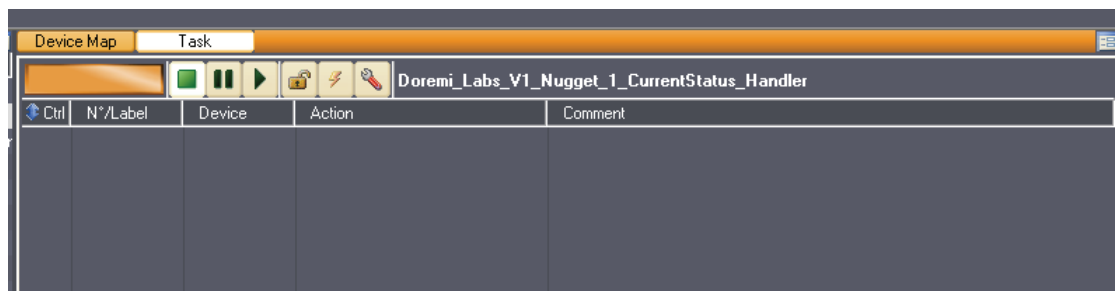 Device Map Task
Doremi_Labs_V1_Nugget_1_CurrentStatus_Handler
Ctrl N°/Label Device Action Comment